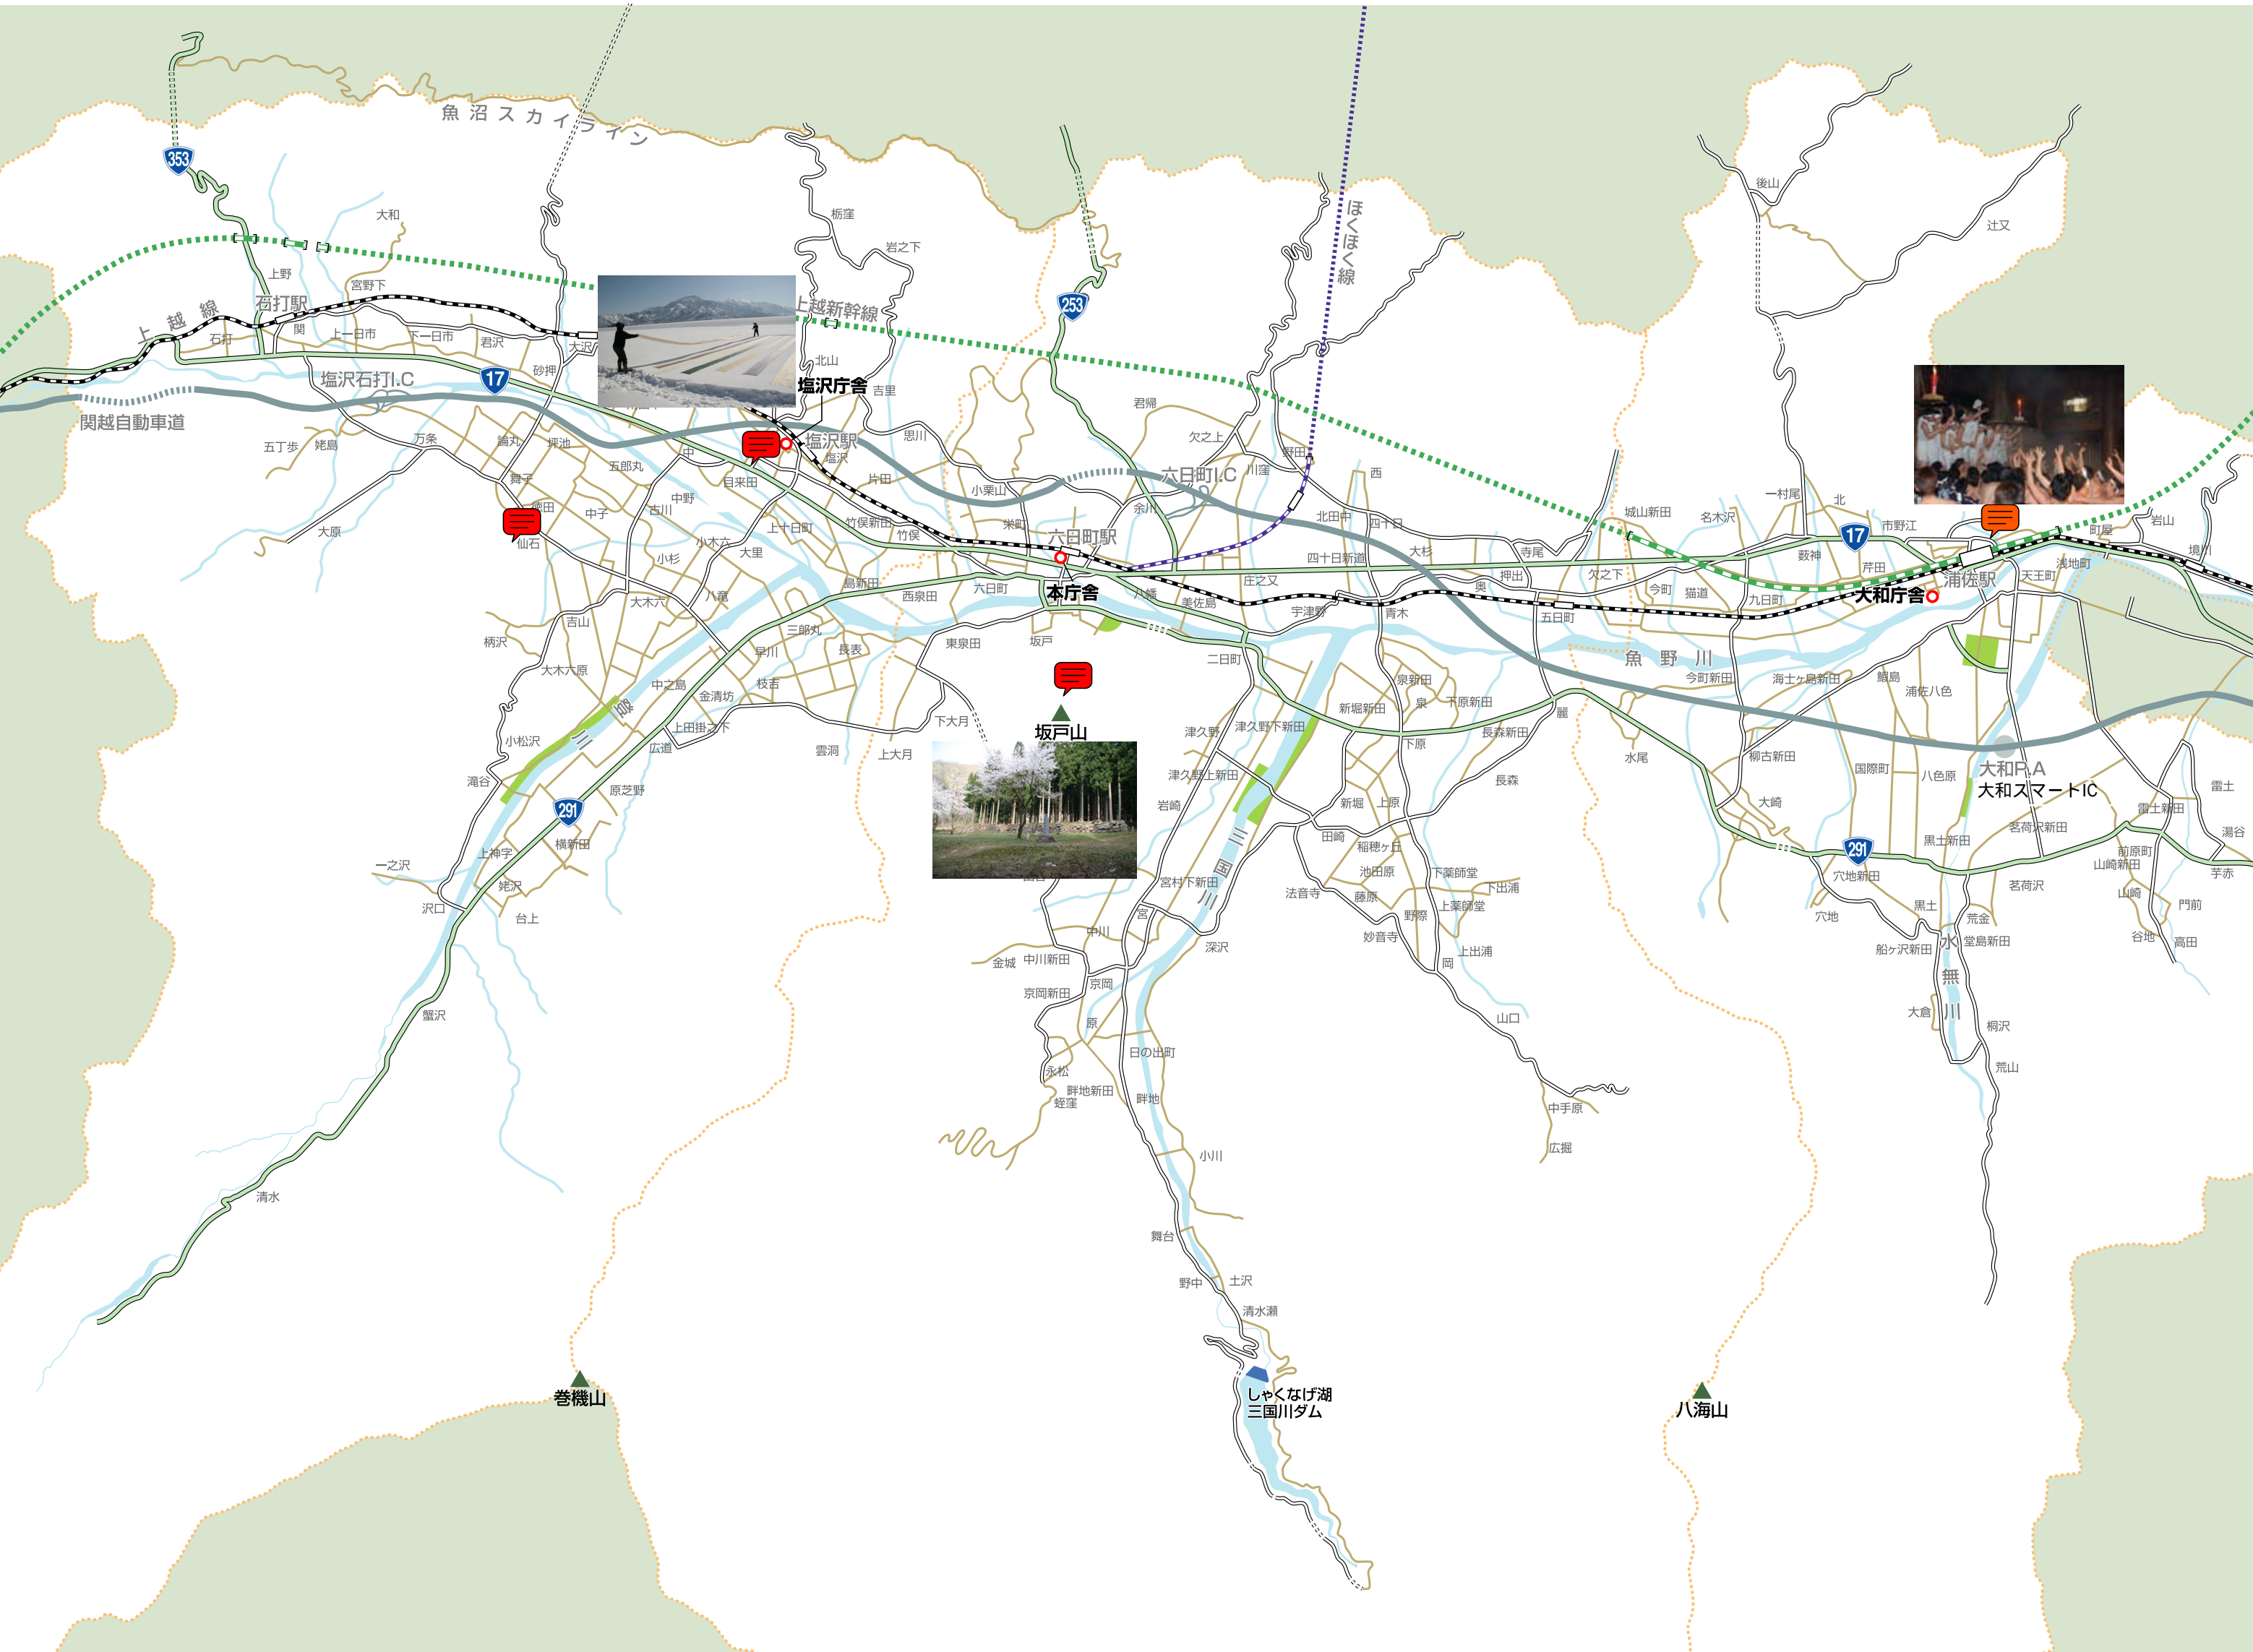 魚沼スカイライン
353
大和
栃窪
岩之下
ほくほく線
後山
辻又
上野
宮野下
石打駅
上越線
石打
関
上一日市
下一日市
君沢
大沢
上越新幹線
253
砂押
塩沢石打I.C
17
関越自動車道
北山
塩沢庁舎
吉里
君帰
五丁歩
姥島
万条
論丸
坪池
五郎丸
中
塩沢駅
塩沢
思川
欠之上
野田
舞子
目来田
片田
小栗山
六日町I.C
川窪
西
一村尾
北
徳田
中子
中野
古川
上十日町
竹俣新田
竹俣
栄町
余川
北田中
四十日
城山新田
名木沢
17
市野江
町屋
岩山
大原
仙石
小木六
大里
小杉
六日町駅
四十日新道
大杉
寺尾
薮神
境川
島新田
西泉田
六日町
本庁舎
八幡
美佐島
庄之又
宇津野
青木
奥
押出
欠之下
五日町
今町
猫道
九日町
芹田
大和庁舎
浦佐駅
天王町
浅地町
大木六
八竜
吉山
柄沢
三郎丸
早川
長表
東泉田
坂戸
二日町
魚野川
大木六原
中之島
金清坊
枝吉
今町新田
海士ヶ島新田
鰕島
浦佐八色
登川
上田掛之下
広道
下大月
上大月
雲洞
坂戸山
津久野
津久野下新田
新堀新田
泉新田
泉
下原新田
下原
長森新田
麗
水尾
柳古新田
国際町
八色原
大和P.A
大和スマートIC
小松沢
滝谷
原芝野
291
津久野上新田
岩崎
新堀
上原
長森
大崎
雷土
雷土新田
湯谷
横新田
上神字
一之沢
姥沢
沢口
台上
三国川
田崎
稲穂ヶ丘
池田原
藤原
下薬師堂
下出浦
上薬師堂
野際
法音寺
妙音寺
上出浦
岡
291
穴地新田
穴地
黒土新田
黒土
茗荷沢新田
茗荷沢
前原町
山崎新田
山崎
芋赤
門前
谷地
高田
宮村下新田
宮
深沢
中川
中川新田
金城
京岡
京岡新田
原
荒金
堂島新田
船ヶ沢新田
水無川
大倉
桐沢
荒山
蟹沢
日の出町
永松
畔地新田
蛭窪
畔地
山口
中手原
広掘
小川
清水
舞台
野中
土沢
清水瀬
巻機山
しゃくなげ湖
三国川ダム
八海山